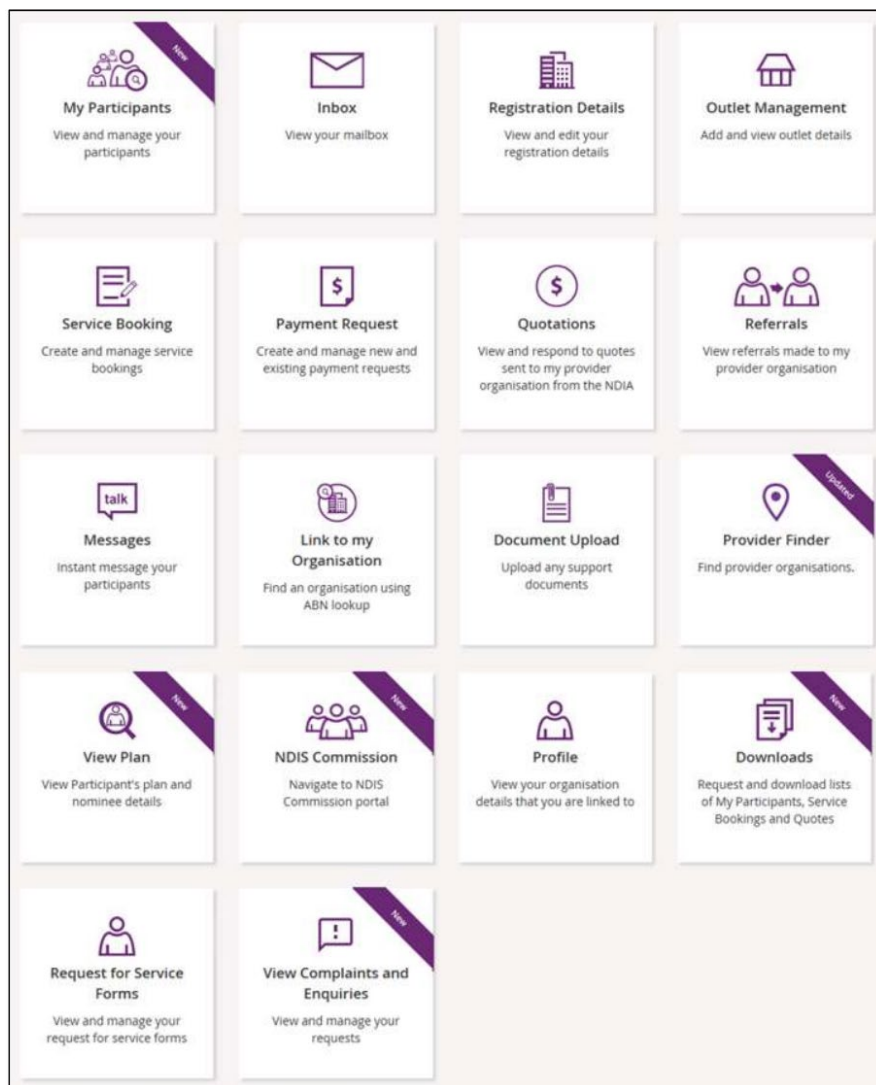 New
My Participants
View and manage your
participants
Inbox
View your mailbox
Registration Details
View and edit your
registration details
Outlet Management
Add and view outlet details
Service Booking
Create and manage service
bookings
$
Payment Request
Create and manage new and
existing payment requests
$
Quotations
View and respond to quotes
sent to my provider
organisation from the NDIA
Referrals
View referrals made to my
provider organisation
talk
Messages
Instant message your
participants
Link to my
Organisation
Find an organisation using
ABN lookup
Document Upload
Upload any support
documents
Updated
Provider Finder
Find provider organisations.
New
View Plan
View Participant's plan and
nominee details
New
NDIS Commission
Navigate to NDIS
Commission portal
Profile
View your organisation
details that you are linked to
New
Downloads
Request and download lists
of My Participants, Service
Bookings and Quotes
Request for Service
Forms
View and manage your
request for service forms
New
!
View Complaints and
Enquiries
View and manage your
requests